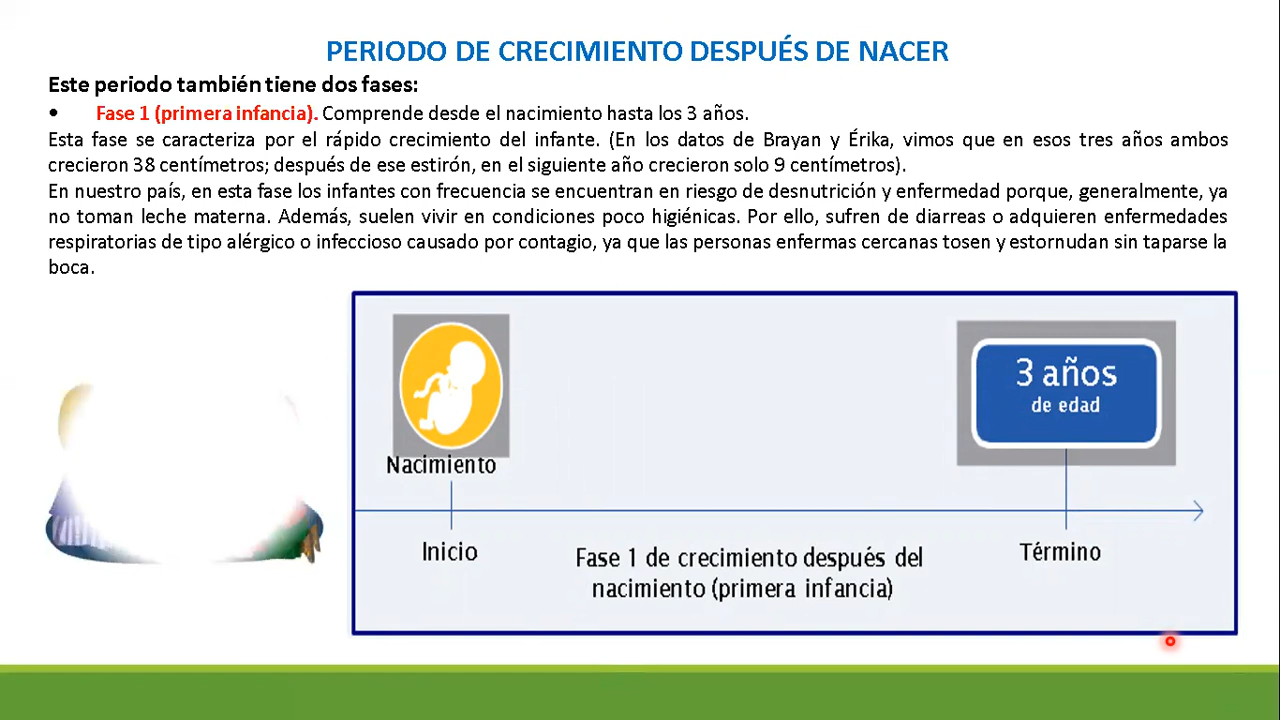 PERIODO DE CRECIMIENTO DESPUÉS DE NACER
Este periodo también tiene dos fases:
• Fase 1 (primera infancia). Comprende desde el nacimiento hasta los 3 años.
Esta fase se caracteriza por el rápido crecimiento del infante. (En los datos de Brayan y Érika, vimos que en esos tres años ambos
crecieron 38 centímetros; después de ese estirón, en el siguiente año crecieron solo 9 centímetros).
En nuestro país, en esta fase los infantes con frecuencia se encuentran en riesgo de desnutrición y enfermedad porque, generalmente, ya
no toman leche materna. Además, suelen vivir en condiciones poco higiénicas. Por ello, sufren de diarreas o adquieren enfermedades
respiratorias de tipo alérgico o infeccioso causado por contagio, ya que las personas enfermas cercanas tosen y estornudan sin taparse la
boca.
3 años
de edad
Nacimiento
Inicio
Fase 1 de crecimiento después del
nacimiento (primera infancia)
Término